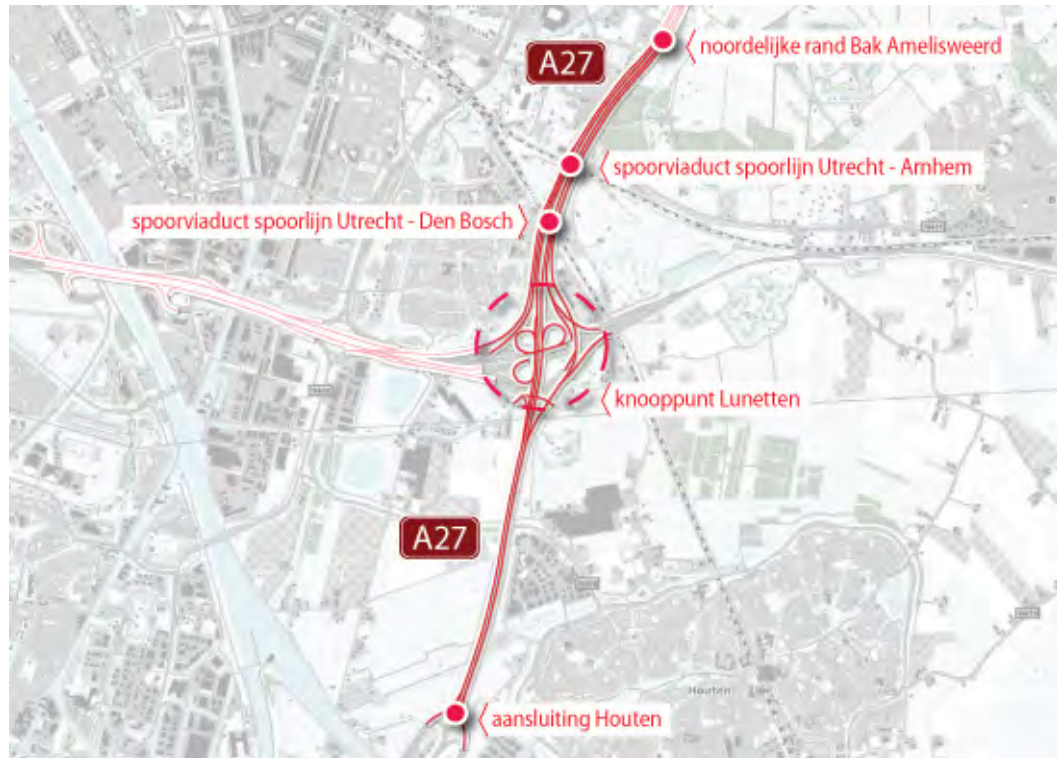 noordelijke rand Bak Amelisweerd
A27
spoorviaduct spoorlijn Utrecht - Arnhem
spoorviaduct spoorlijn Utrecht - Den Bosch
knooppunt Lunetten
A27
Houten
aansluiting Houten